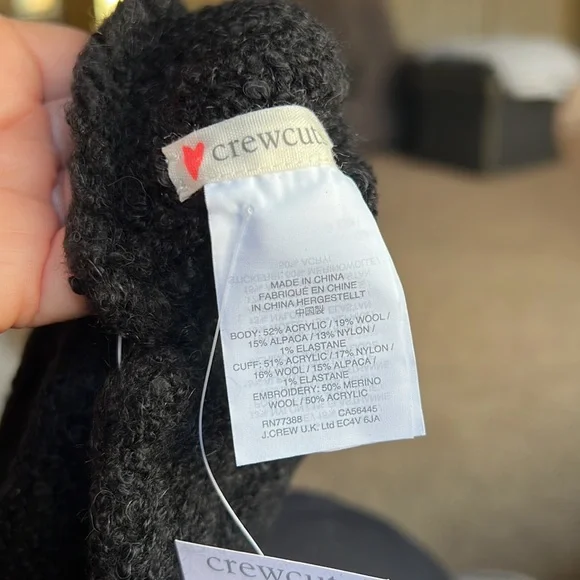 crewcuts
MADE IN CHINA
FABRIQUÉ EN CHINE
IN CHINA HERGESTELLT
中国製
BODY: 52% ACRYLIC / 19% WOOL /
15% ALPACA / 13% NYLON /
1% ELASTANE
CUFF: 51% ACRYLIC / 17% NYLON /
16% WOOL / 15% ALPACA /
1% ELASTANE
EMBROIDERY: 50% MERINO
WOOL / 50% ACRYLIC
RN77388 CA56445
J.CREW U.K. Ltd EC4V 6JA
crewcuts